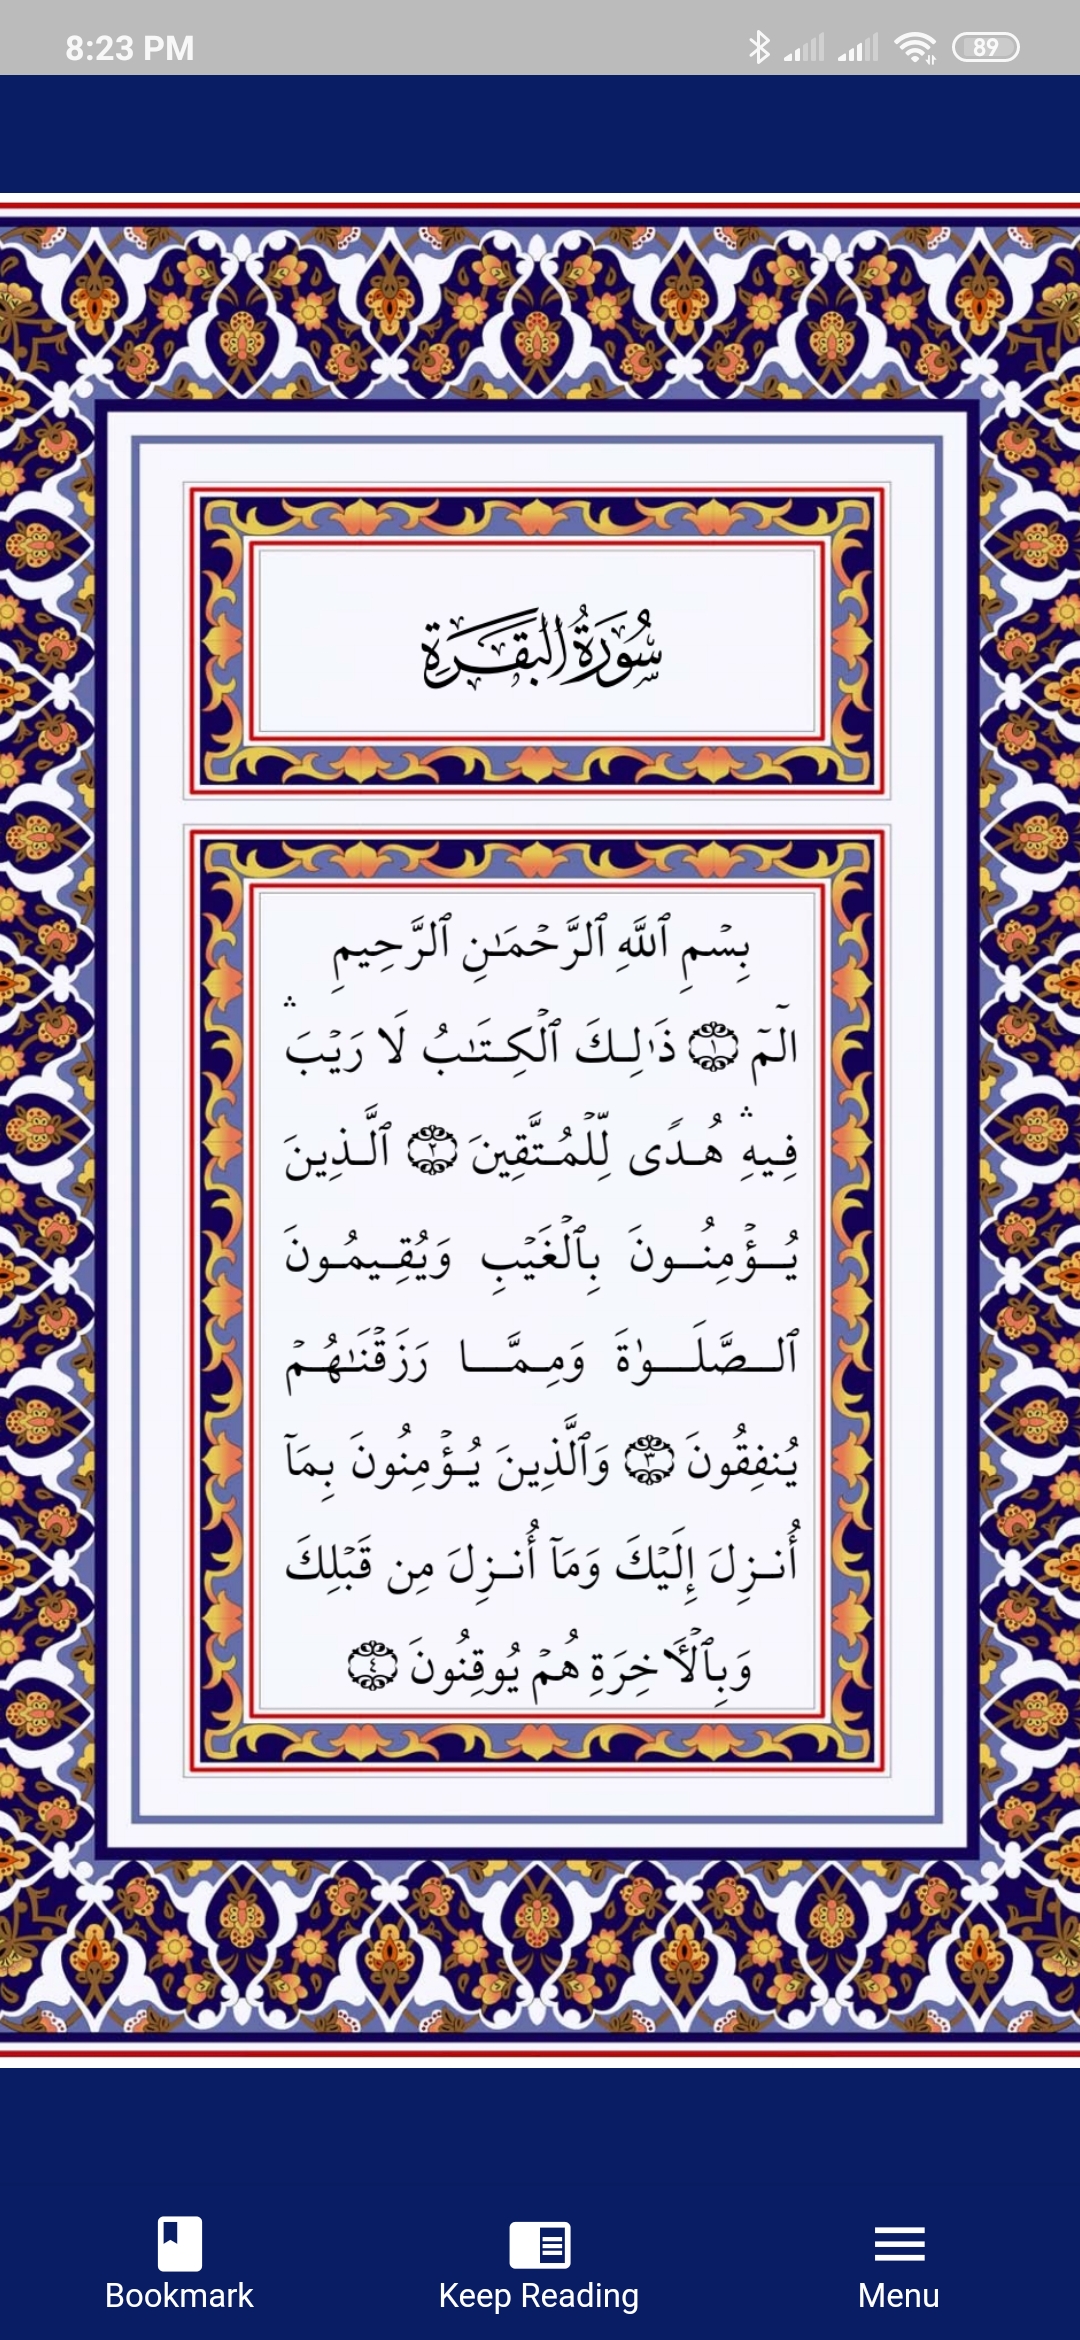 8:23 PM
89
سُورَةُ البَقَرَةِ
بِسۡمِ ٱللَّهِ ٱلرَّحۡمَٰنِ ٱلرَّحِيمِ
الٓمٓ ۝١ ذَٰلِكَ ٱلۡكِتَٰبُ لَا رَيۡبَۛ
فِيهِۛ هُدٗى لِّلۡمُتَّقِينَ ۝٢ ٱلَّذِينَ
يُؤۡمِنُونَ بِٱلۡغَيۡبِ وَيُقِيمُونَ
ٱلصَّلَوٰةَ وَمِمَّا رَزَقۡنَٰهُمۡ
يُنفِقُونَ ۝٣ وَٱلَّذِينَ يُؤۡمِنُونَ بِمَآ
أُنزِلَ إِلَيۡكَ وَمَآ أُنزِلَ مِن قَبۡلِكَ
وَبِٱلۡأٓخِرَةِ هُمۡ يُوقِنُونَ ۝٤
Bookmark
Keep Reading
Menu